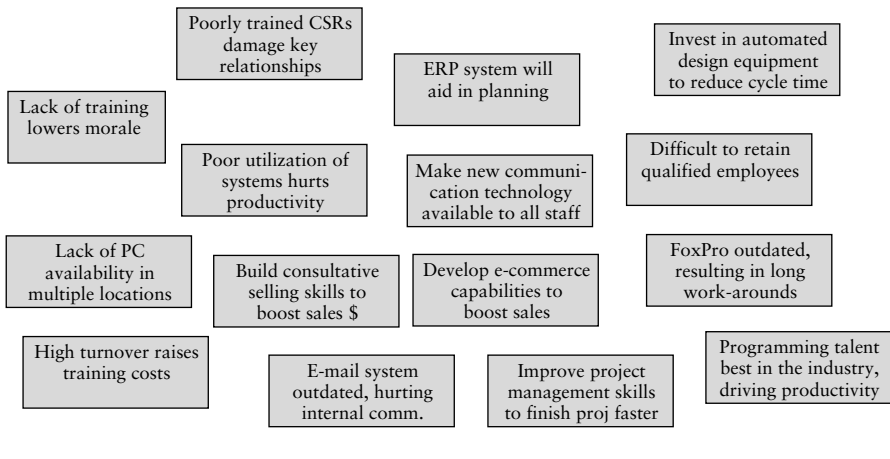 Poorly trained CSRs
damage key
relationships
ERP system will
aid in planning
Invest in automated
design equipment
to reduce cycle time
Lack of training
lowers morale
Poor utilization of
systems hurts
productivity
Make new communi-
cation technology
available to all staff
Difficult to retain
qualified employees
Lack of PC
availability in
multiple locations
Build consultative
selling skills to
boost sales $
Develop e-commerce
capabilities to
boost sales
FoxPro outdated,
resulting in long
work-arounds
High turnover raises
training costs
E-mail system
outdated, hurting
internal comm.
Improve project
management skills
to finish proj faster
Programming talent
best in the industry,
driving productivity